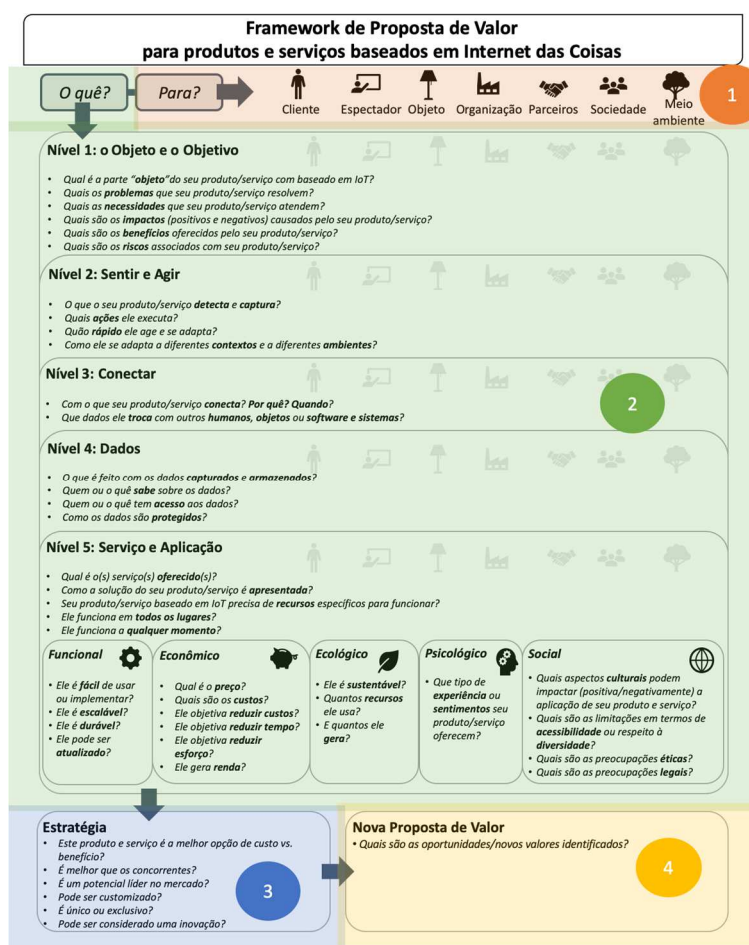 Framework de Proposta de Valor
para produtos e serviços baseados em Internet das Coisas
O quê?
Para?
Cliente
Espectador
Objeto
Organização
Parceiros
Sociedade
Meio
ambiente
1
Nível 1: o Objeto e o Objetivo
• Qual é a parte “objeto”do seu produto/serviço com baseado em IoT?
• Quais os problemas que seu produto/serviço resolvem?
• Quais as necessidades que seu produto/serviço atendem?
• Quais são os impactos (positivos e negativos) causados pelo seu produto/serviço?
• Quais são os benefícios oferecidos pelo seu produto/serviço?
• Quais são os riscos associados com seu produto/serviço?
Nível 2: Sentir e Agir
• O que o seu produto/serviço detecta e captura?
• Quais ações ele executa?
• Quão rápido ele age e se adapta?
• Como ele se adapta a diferentes contextos e a diferentes ambientes?
Nível 3: Conectar
• Com o que seu produto/serviço conecta? Por quê? Quando?
• Que dados ele troca com outros humanos, objetos ou software e sistemas?
2
Nível 4: Dados
• O que é feito com os dados capturados e armazenados?
• Quem ou o quê sabe sobre os dados?
• Quem ou o quê tem acesso aos dados?
• Como os dados são protegidos?
Nível 5: Serviço e Aplicação
• Qual é o(s) serviço(s) oferecido(s)?
• Como a solução do seu produto/serviço é apresentada?
• Seu produto/serviço baseado em IoT precisa de recursos específicos para funcionar?
• Ele funciona em todos os lugares?
• Ele funciona a qualquer momento?
Funcional
• Ele é fácil de usar
ou implementar?
• Ele é escalável?
• Ele é durável?
• Ele pode ser
atualizado?
Econômico
• Qual é o preço?
• Quais são os custos?
• Ele objetiva reduzir custos?
• Ele objetiva reduzir tempo?
• Ele objetiva reduzir
esforço?
• Ele gera renda?
Ecológico
• Ele é sustentável?
• Quantos recursos
ele usa?
• E quantos ele
gera?
Psicológico
• Que tipo de
experiência ou
sentimentos seu
produto/serviço
oferecem?
Social
• Quais aspectos culturais podem
impactar (positiva/negativamente) a
aplicação de seu produto e serviço?
• Quais são as limitações em termos de
acessibilidade ou respeito à
diversidade?
• Quais são as preocupações éticas?
• Quais são as preocupações legais?
Estratégia
• Este produto e serviço é a melhor opção de custo vs.
benefício?
• É melhor que os concorrentes?
• É um potencial líder no mercado?
• Pode ser customizado?
• É único ou exclusivo?
• Pode ser considerado uma inovação?
3
Nova Proposta de Valor
• Quais são as oportunidades/novos valores identificados?
4